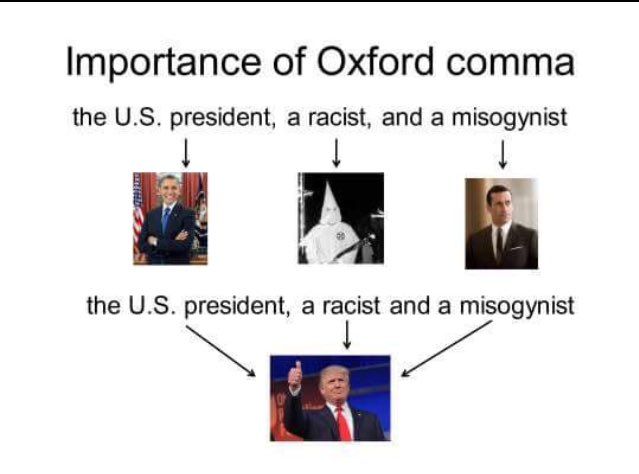 Importance of Oxford comma
the U.S. president, a racist, and a misogynist
the U.S. president, a racist and a misogynist